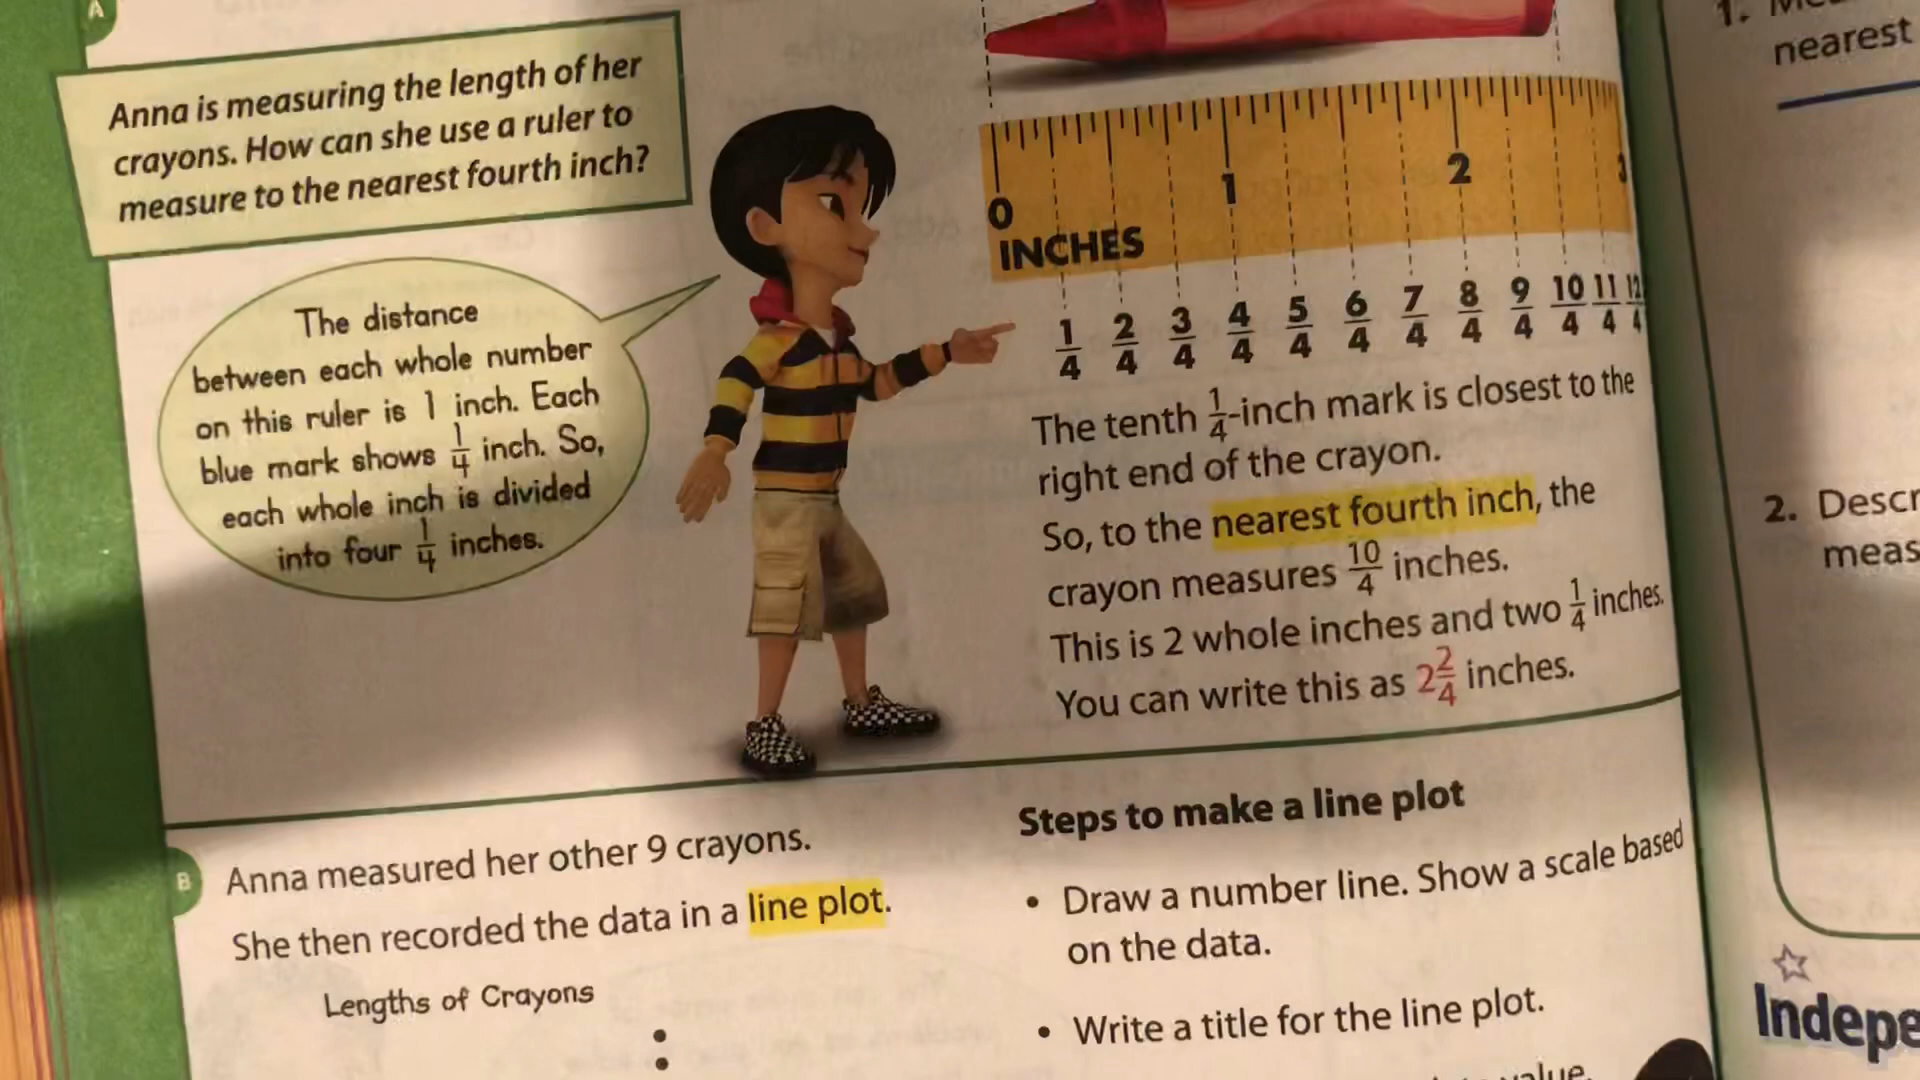 A
Anna is measuring the length of her
crayons. How can she use a ruler to
measure to the nearest fourth inch?
The distance
between each whole number
on this ruler is 1 inch. Each
blue mark shows 1/4 inch. So,
each whole inch is divided
into four 1/4 inches.
0 1 2 3
INCHES
1/4 2/4 3/4 4/4 5/4 6/4 7/4 8/4 9/4 10/4 11/4 12/4
The tenth 1/4-inch mark is closest to the
right end of the crayon.
So, to the nearest fourth inch, the
crayon measures 10/4 inches.
This is 2 whole inches and two 1/4 inches.
You can write this as 2 2/4 inches.
B
Anna measured her other 9 crayons.
She then recorded the data in a line plot.
Lengths of Crayons
Steps to make a line plot
• Draw a number line. Show a scale based
on the data.
• Write a title for the line plot.
value.
1.
nearest
2. Descr
meas
Indepe